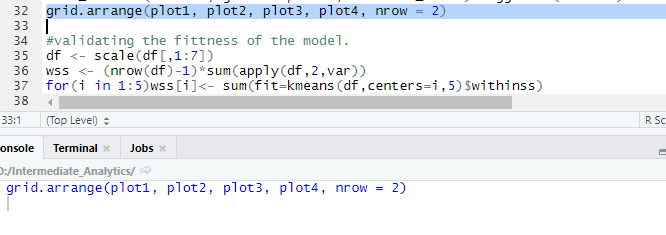 32 grid.arrange(plot1, plot2, plot3, plot4, nrow = 2)
33
34 #validating the fittness of the model.
35 df <- scale(df[,1:7])
36 wss <- (nrow(df)-1)*sum(apply(df,2,var))
37 for(i in 1:5)wss[i]<- sum(fit=kmeans(df,centers=i,5)$withinss)
38
33:1 (Top Level) R Sc
onsole Terminal × Jobs ×
D:/Intermediate_Analytics/
grid.arrange(plot1, plot2, plot3, plot4, nrow = 2)